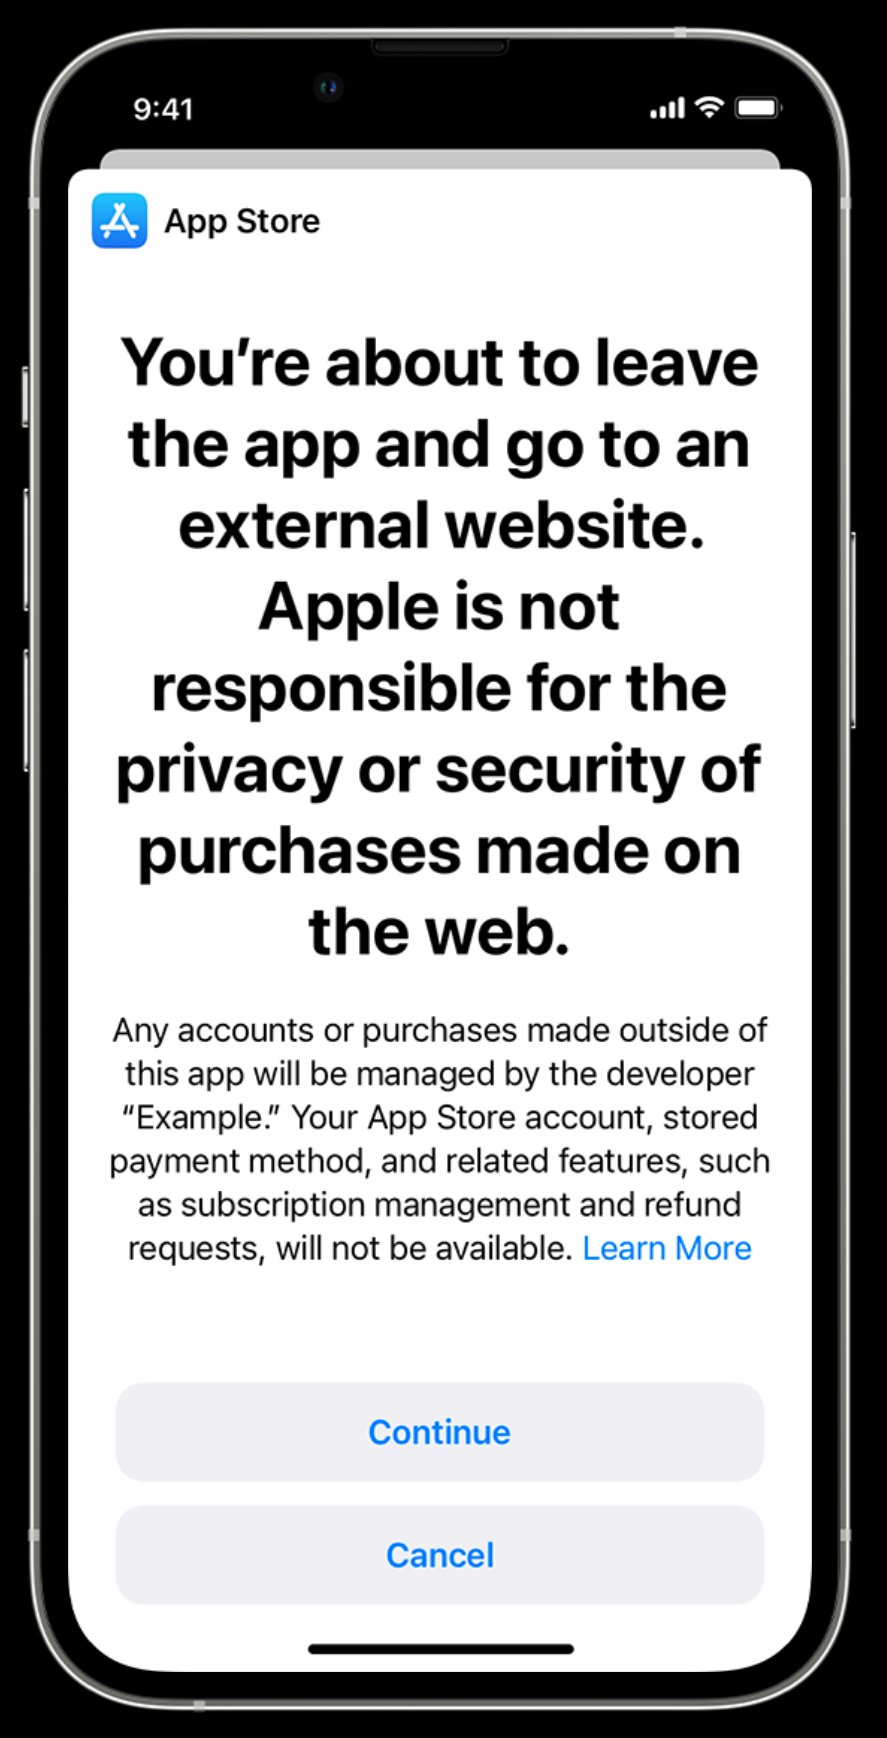 9:41
App Store
You’re about to leave
the app and go to an
external website.
Apple is not
responsible for the
privacy or security of
purchases made on
the web.
Any accounts or purchases made outside of
this app will be managed by the developer
“Example.” Your App Store account, stored
payment method, and related features, such
as subscription management and refund
requests, will not be available. Learn More
Continue
Cancel